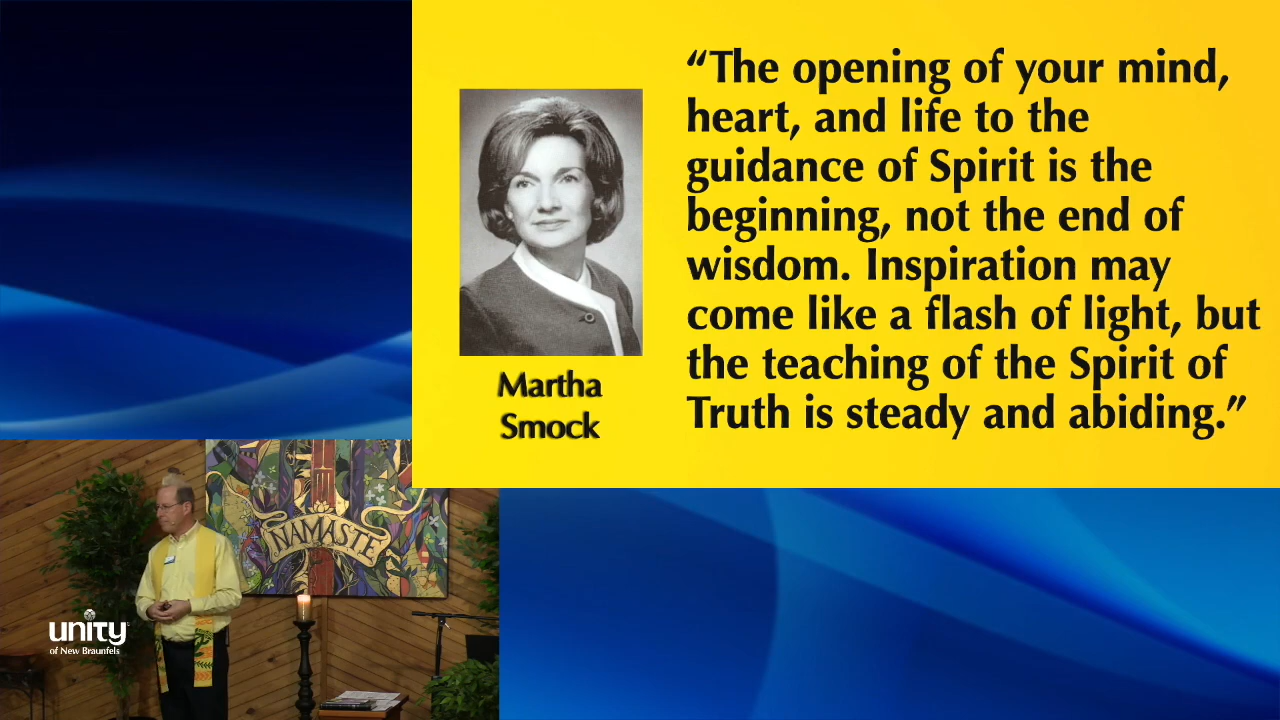 “The opening of your mind,
heart, and life to the
guidance of Spirit is the
beginning, not the end of
wisdom. Inspiration may
come like a flash of light, but
the teaching of the Spirit of
Truth is steady and abiding.”
Martha
Smock
NAMASTE
unity
of New Braunfels